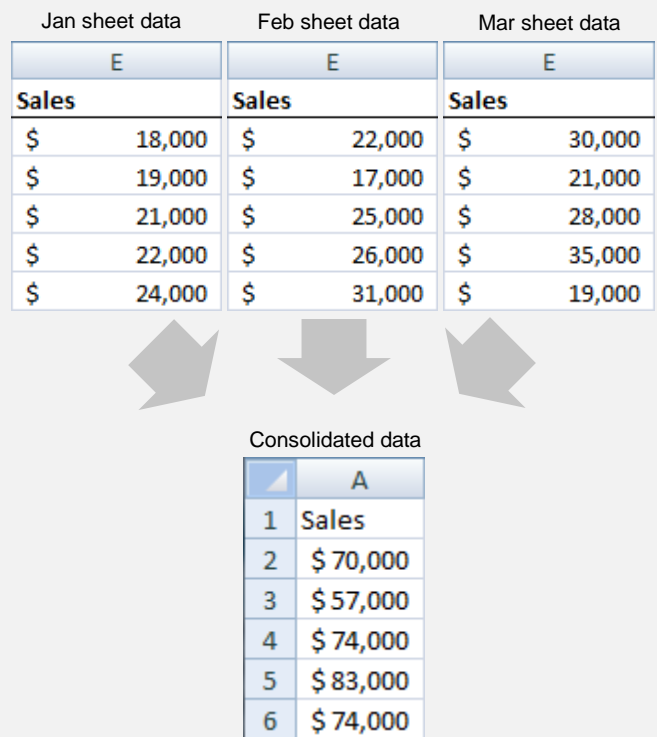 Jan sheet data Feb sheet data Mar sheet data
E E E
Sales Sales Sales
$ 18,000 $ 22,000 $ 30,000
$ 19,000 $ 17,000 $ 21,000
$ 21,000 $ 25,000 $ 28,000
$ 22,000 $ 26,000 $ 35,000
$ 24,000 $ 31,000 $ 19,000
Consolidated data
A
1 Sales
2 $ 70,000
3 $ 57,000
4 $ 74,000
5 $ 83,000
6 $ 74,000